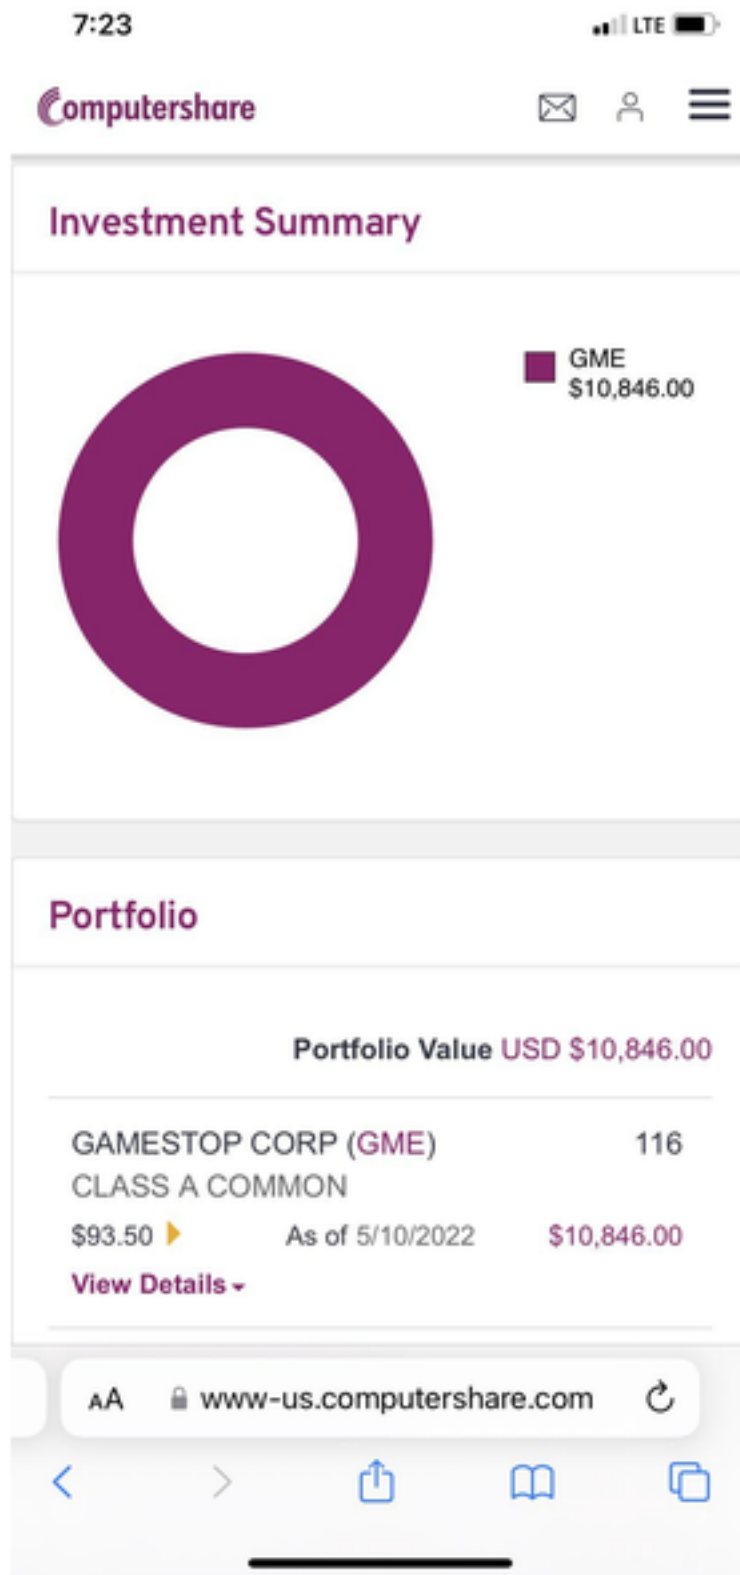 7:23 LTE
Computershare
Investment Summary
GME
$10,846.00
Portfolio
Portfolio Value USD $10,846.00
GAMESTOP CORP (GME) 116
CLASS A COMMON
$93.50 As of 5/10/2022 $10,846.00
View Details
AA www-us.computershare.com